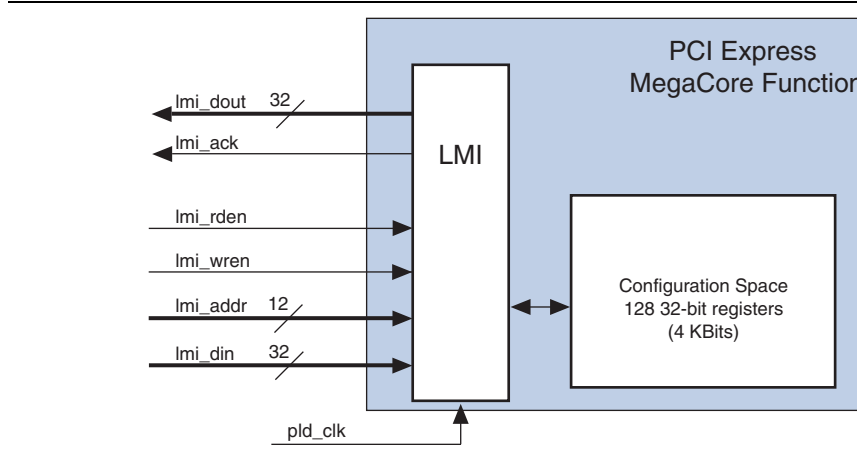 PCI Express
MegaCore Function
lmi_dout 32
lmi_ack
LMI
lmi_rden
lmi_wren
lmi_addr 12
lmi_din 32
Configuration Space
128 32-bit registers
(4 KBits)
pld_clk